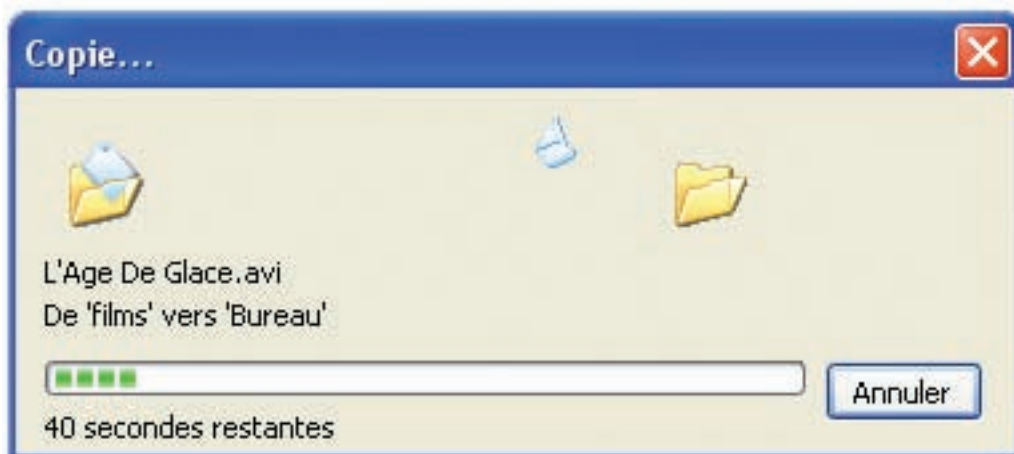 Copie...
L'Age De Glace.avi
De 'films' vers 'Bureau'
Annuler
40 secondes restantes